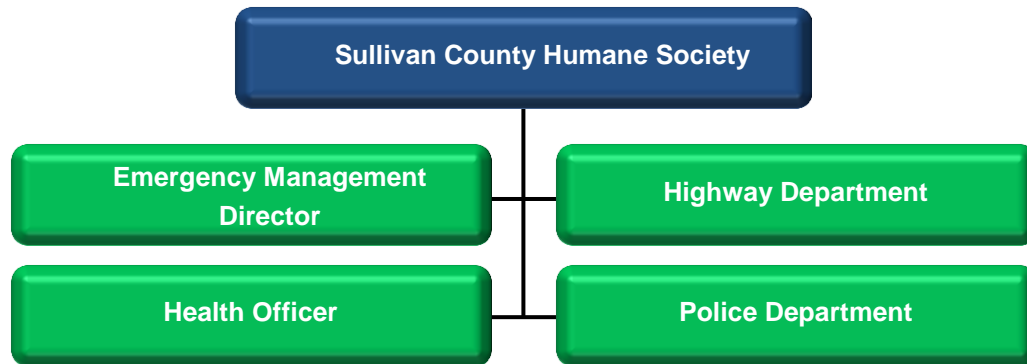 Sullivan County Humane Society
Emergency Management
Director
Highway Department
Health Officer
Police Department